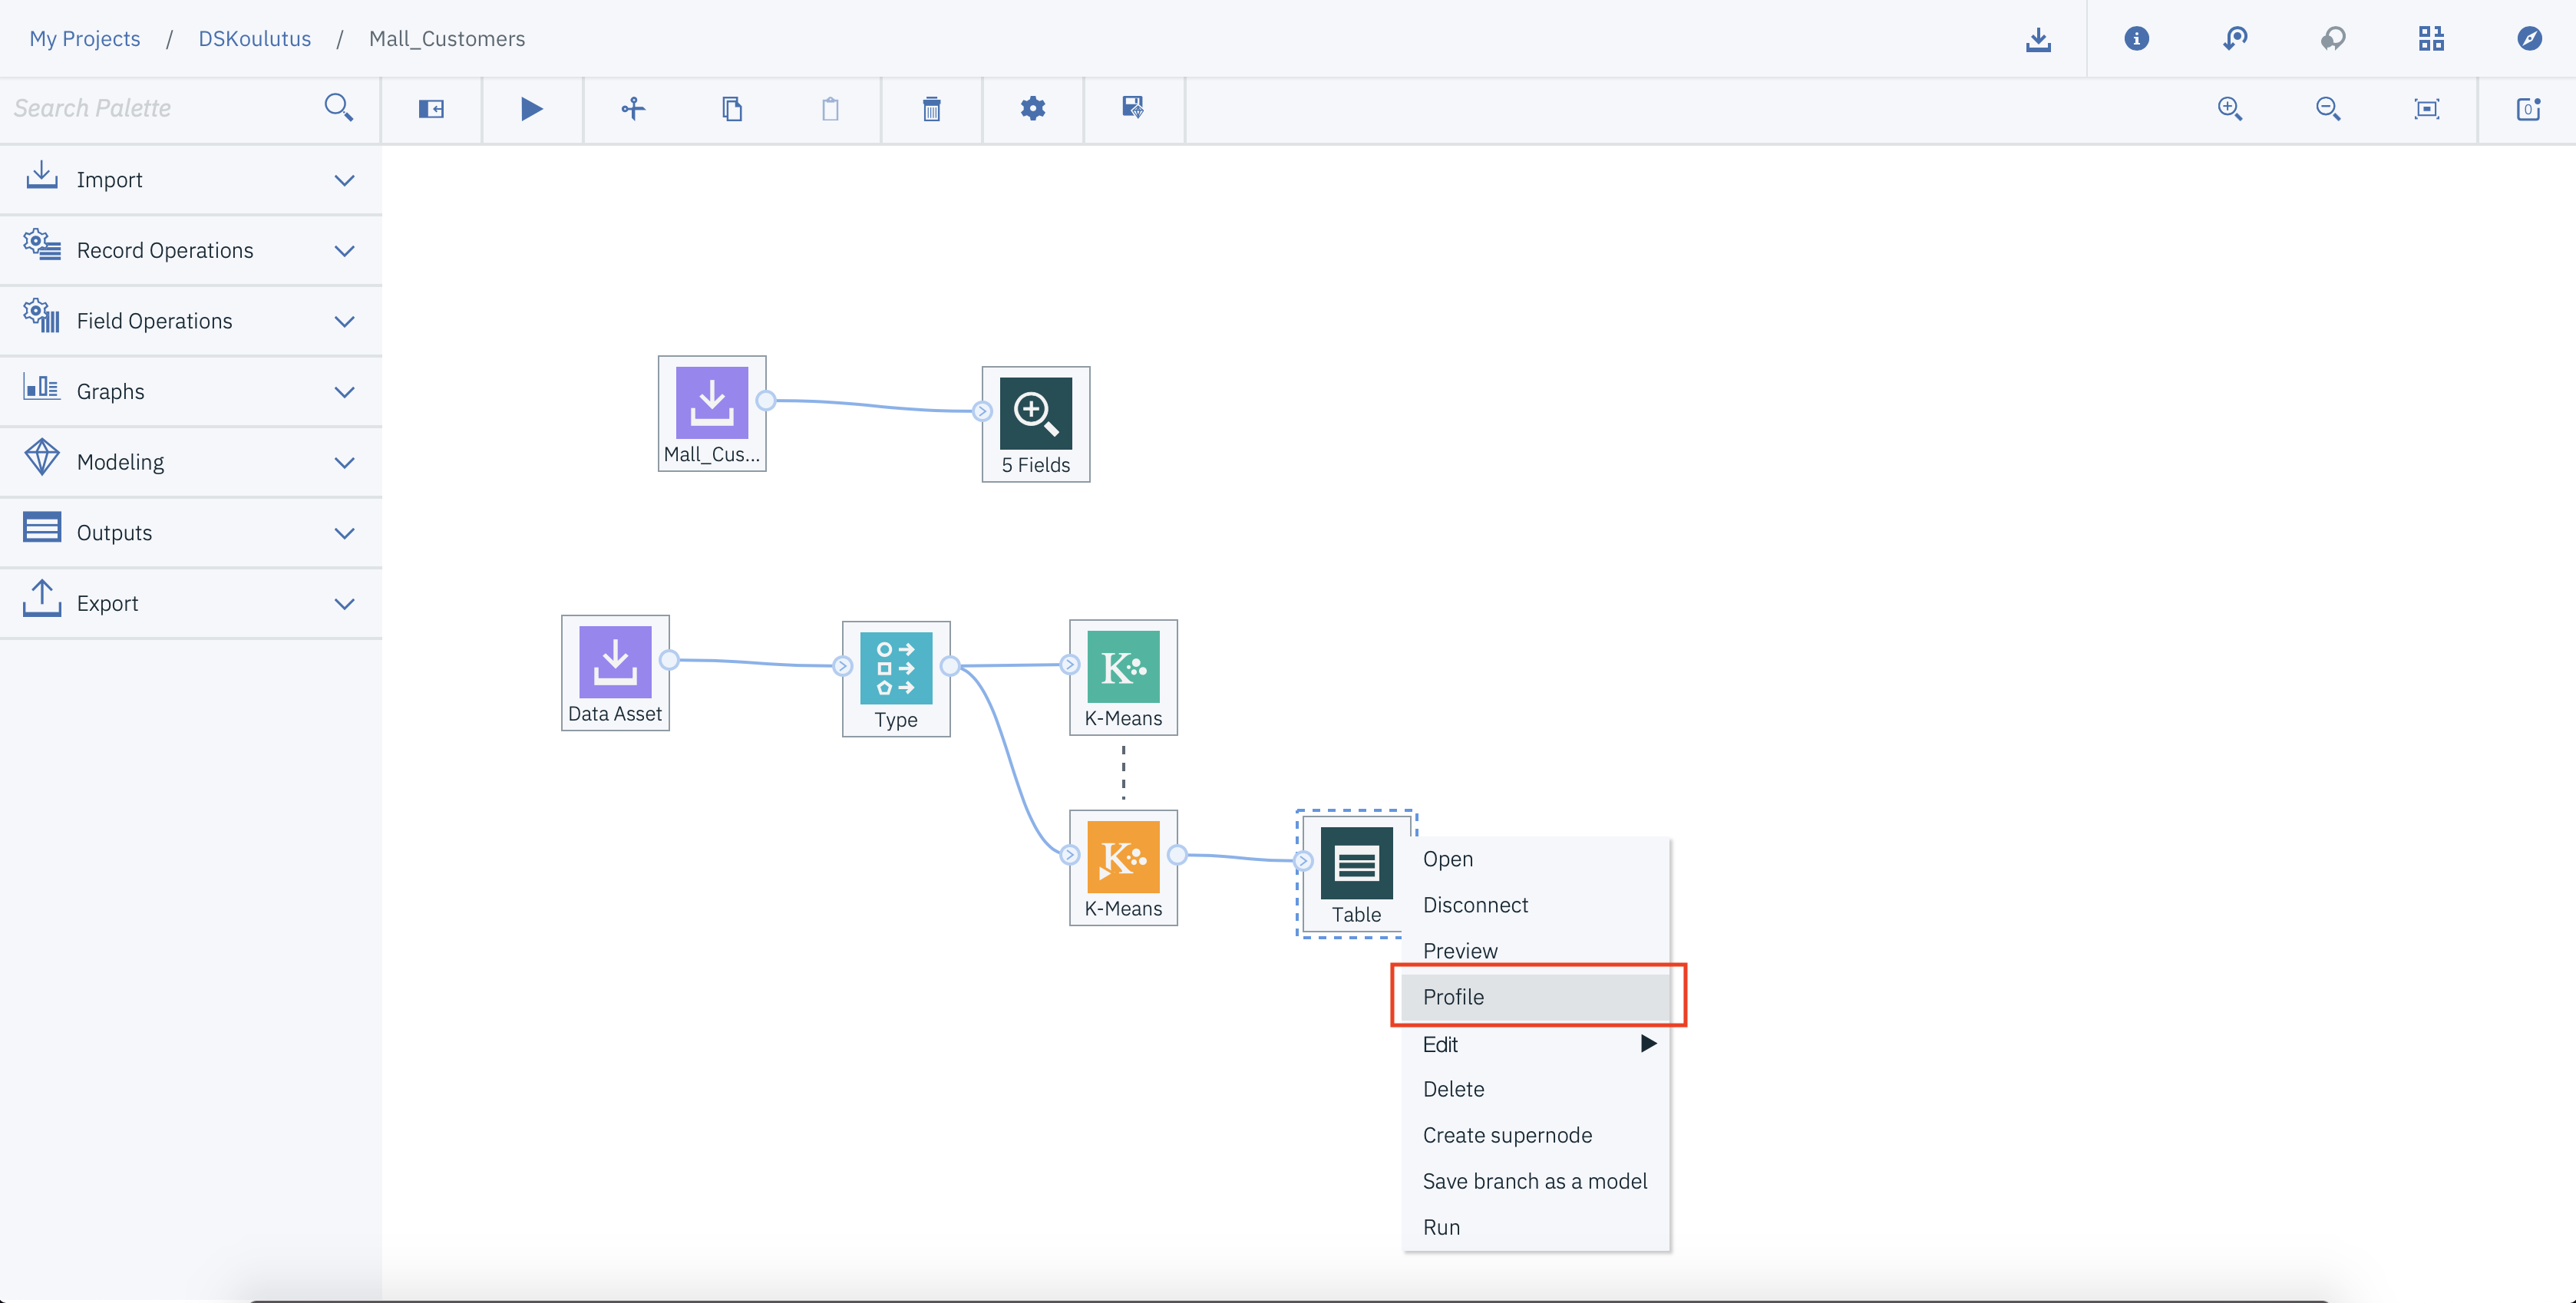 My Projects / DSKoulutus / Mall_Customers
Search Palette
Import
Record Operations
Field Operations
Graphs
Modeling
Outputs
Export
Mall_Cus...
5 Fields
Data Asset
Type
K-Means
K-Means
Table
Open
Disconnect
Preview
Profile
Edit
Delete
Create supernode
Save branch as a model
Run